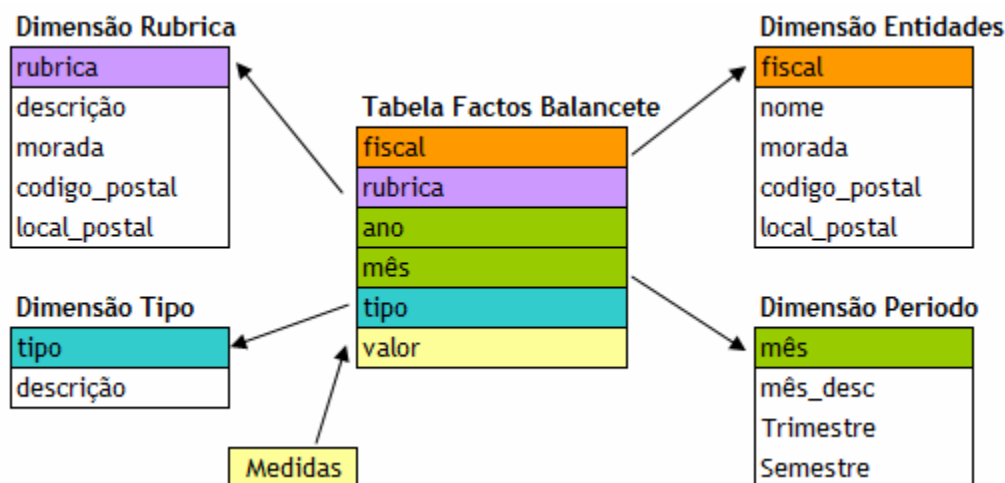 Dimensão Rubrica
rubrica
descrição
morada
codigo_postal
local_postal
Dimensão Tipo
tipo
descrição
Tabela Factos Balancete
fiscal
rubrica
ano
mês
tipo
valor
Medidas
Dimensão Entidades
fiscal
nome
morada
codigo_postal
local_postal
Dimensão Periodo
mês
mês_desc
Trimestre
Semestre